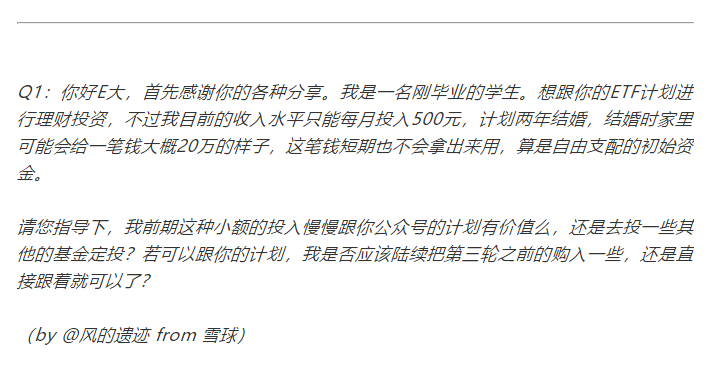 Q1：你好E大，首先感谢你的各种分享。我是一名刚毕业的学生。想跟你的ETF计划进
行理财投资，不过我目前的收入水平只能每月投入500元，计划两年结婚，结婚时家里
可能会给一笔钱大概20万的样子，这笔钱短期也不会拿出来用，算是自由支配的初始资
金。
请您指导下，我前期这种小额的投入慢慢跟你公众号的计划有价值么，还是去投一些其
他的基金定投？若可以跟你的计划，我是否应该陆续把第三轮之前的购入一些，还是直
接跟着就可以了？
（by @风的遗迹 from 雪球）